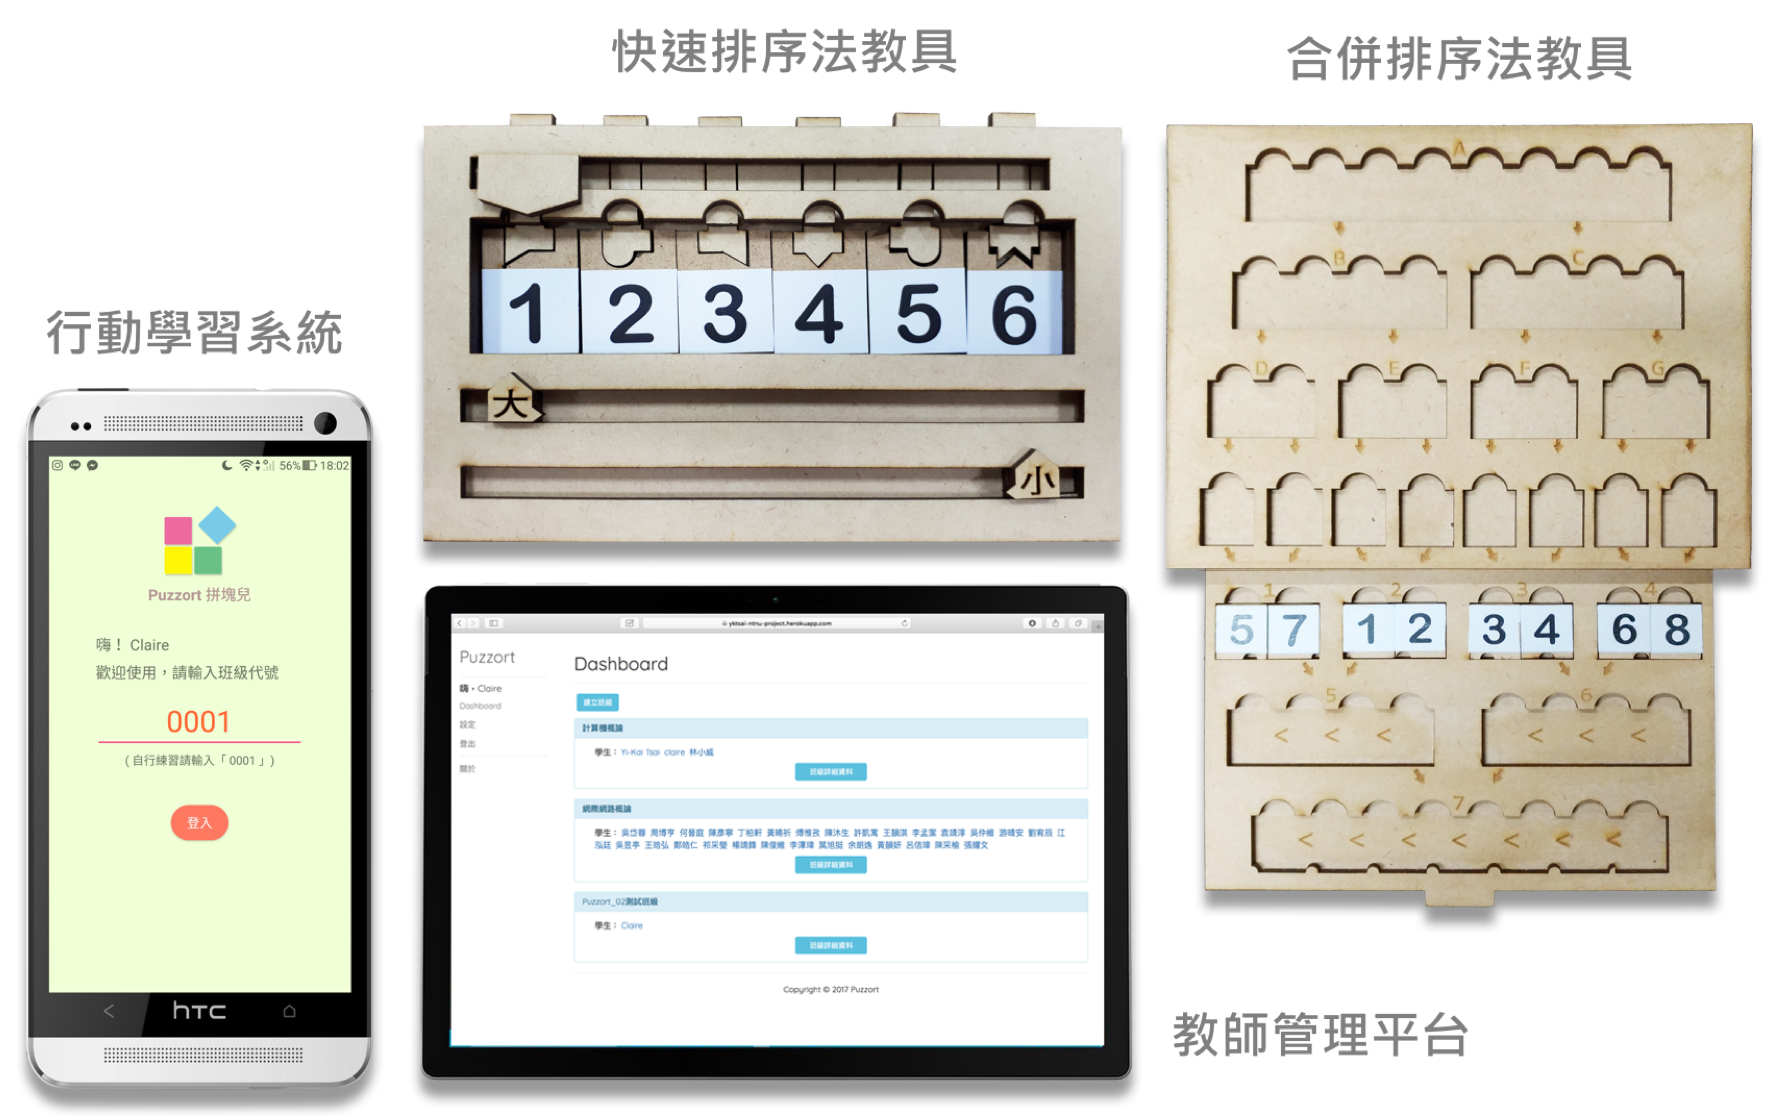 快速排序法教具
合併排序法教具
行動學習系統
教師管理平台
1 2 3 4 5 6
大
小
A
B C
D E F G
1 2 3 4
5 7 1 2 3 4 6 8
5 6
< < < < < <
7
< < < < < < <
56% 18:02
Puzzort 拼塊兒
嗨！ Claire
歡迎使用，請輸入班級代號
0001
( 自行練習請輸入「 0001 」)
登入
hTC
yktsai-ntnu-project.herokuapp.com
Puzzort
嗨，Claire
Dashboard
設定
登出
關於
Dashboard
建立班級
計算機概論
學生： Yi-Kai Tsai claire 林小威
班級詳細資料
網際網路概論
班級詳細資料
Puzzort_02測試班級
學生： Claire
班級詳細資料
Copyright © 2017 Puzzort